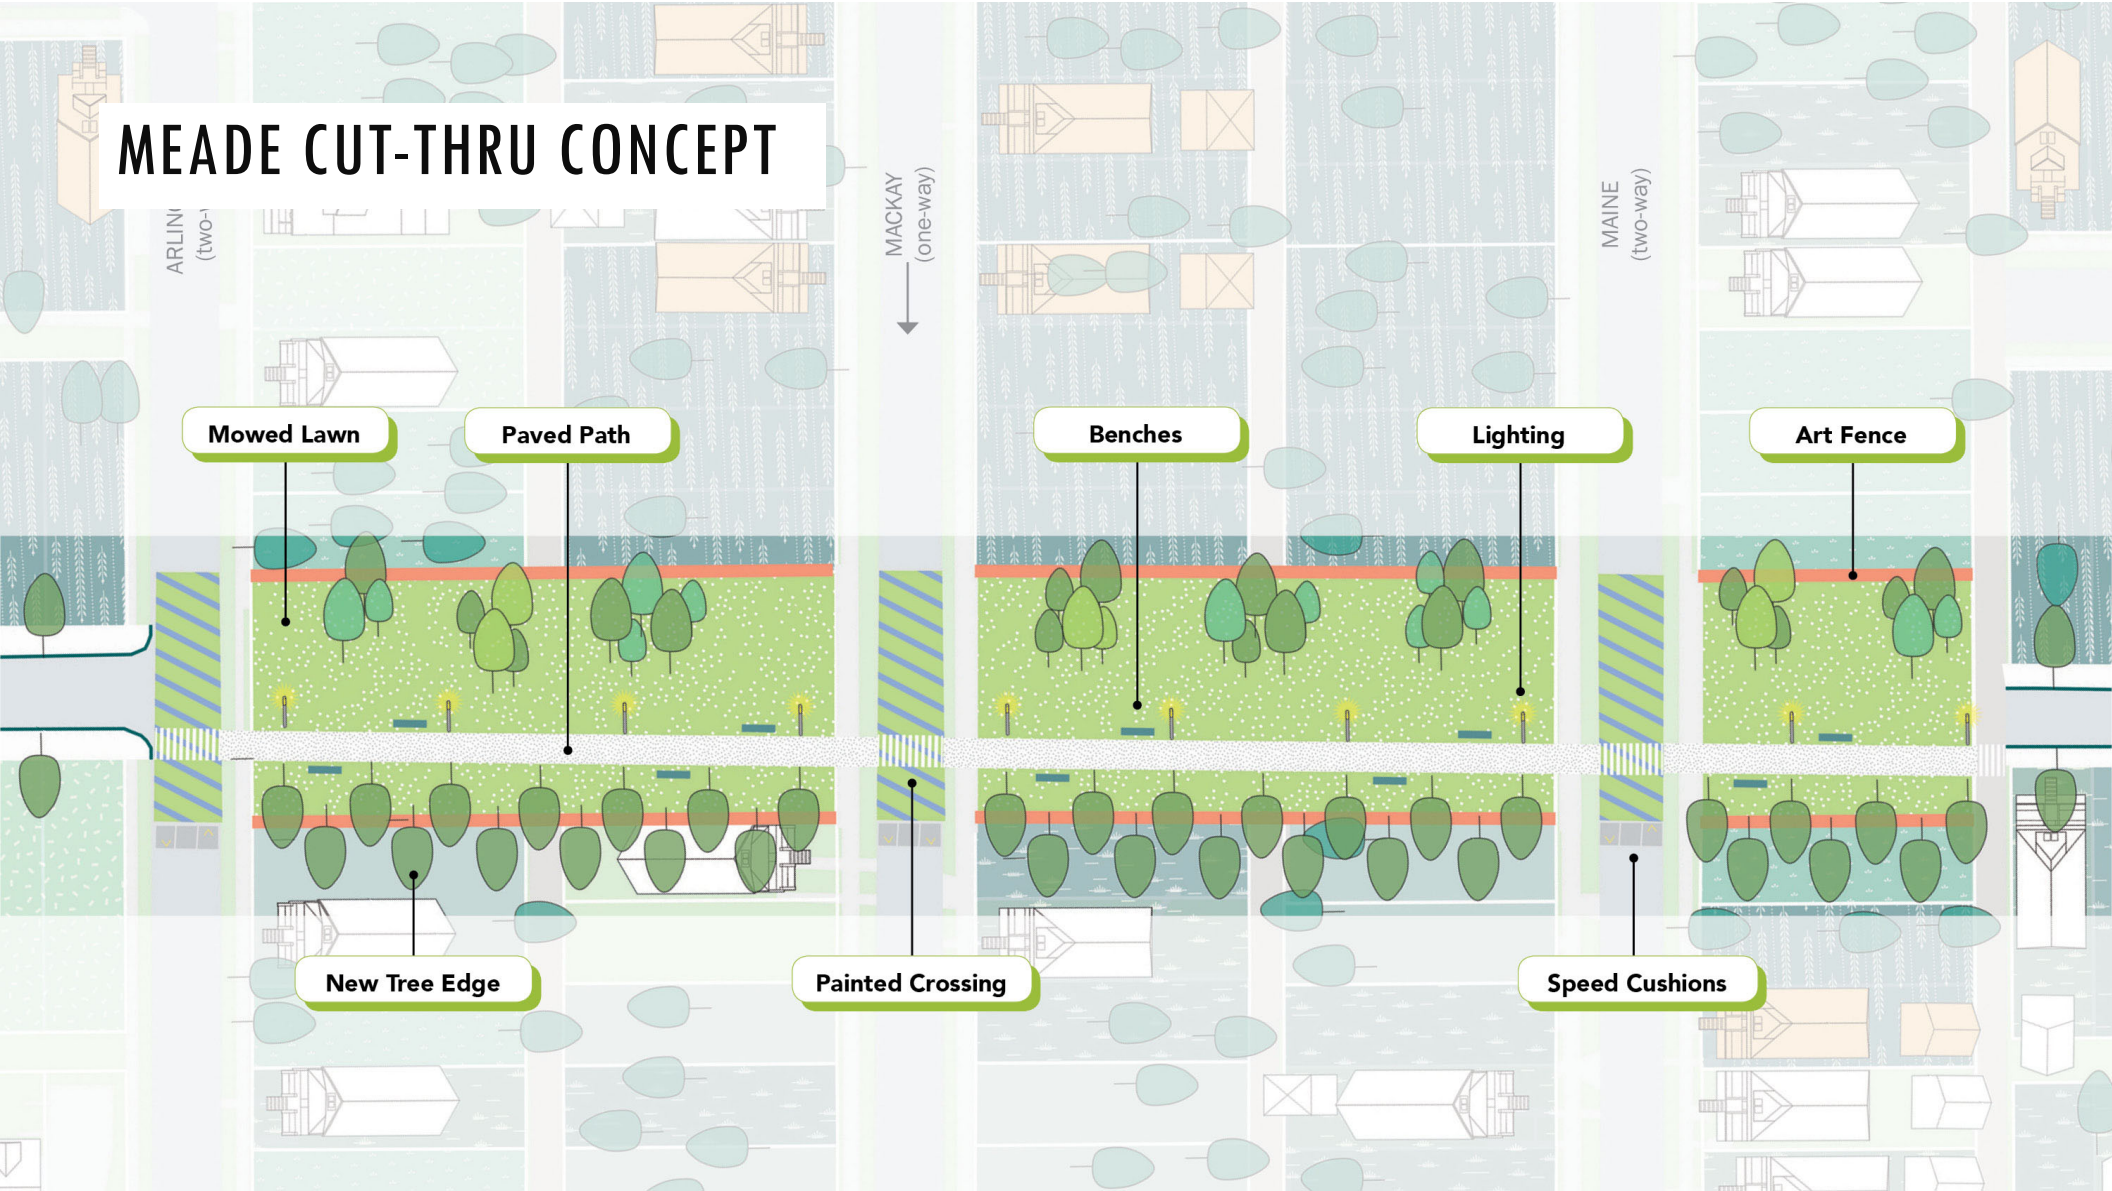 MEADE CUT-THRU CONCEPT
MACKAY
(one-way)
MAINE
(two-way)
Mowed Lawn
Paved Path
Benches
Lighting
Art Fence
New Tree Edge
Painted Crossing
Speed Cushions